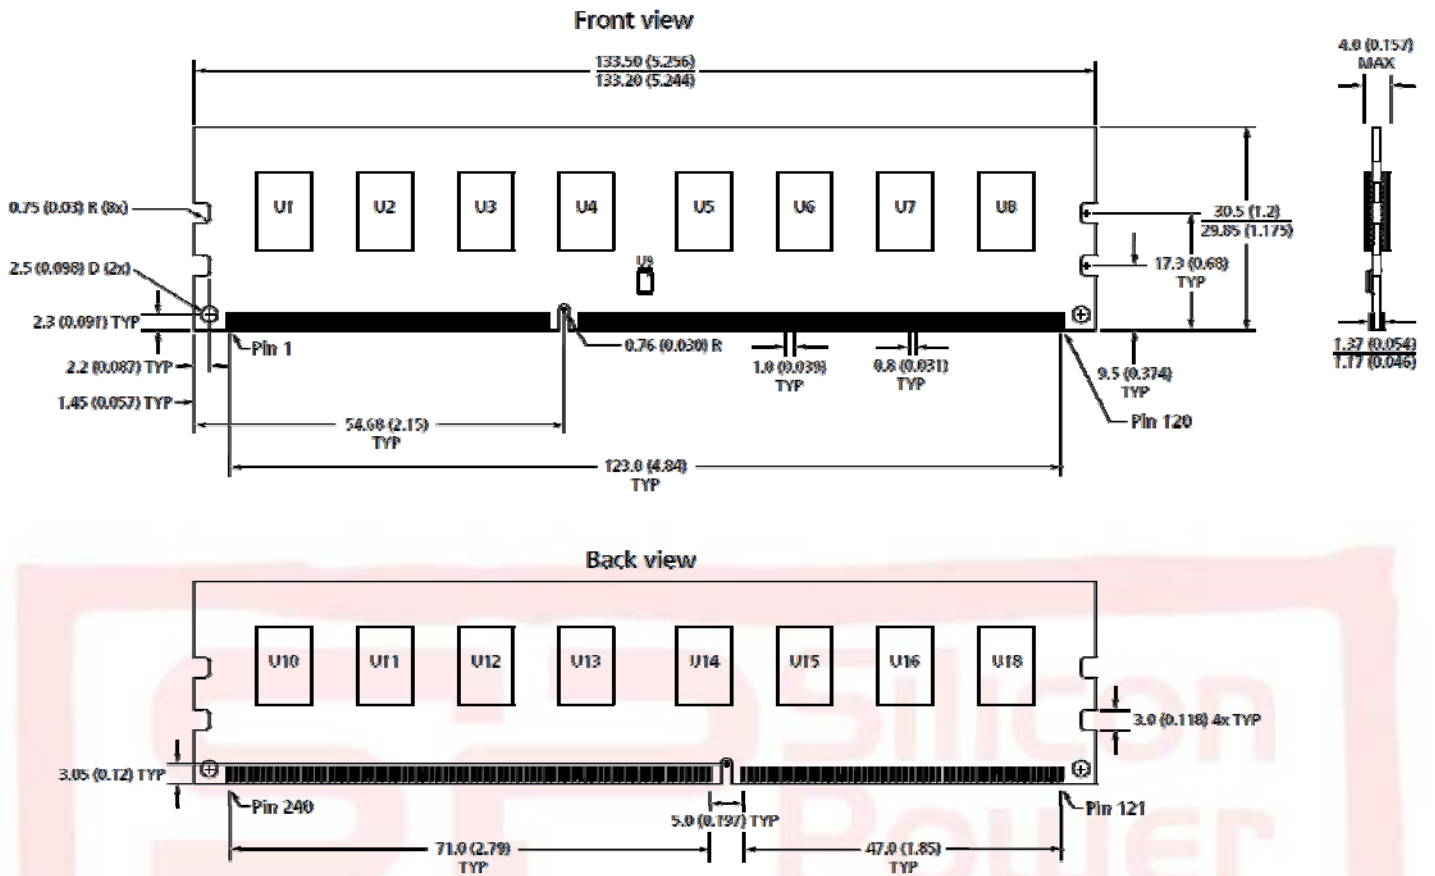 Front view
133.50 (5.256)
133.20 (5.244)
4.0 (0.157)
MAX
U1 U2 U3 U4 U5 U6 U7 U8
0.75 (0.03) R (8x)
30.5 (1.2)
29.85 (1.175)
2.5 (0.098) D (2x)
U9
17.3 (0.68)
TYP
2.3 (0.091) TYP
Pin 1
0.76 (0.030) R
1.0 (0.039)
TYP
0.8 (0.031)
TYP
1.37 (0.054)
1.17 (0.046)
2.2 (0.087) TYP
9.5 (0.374)
TYP
1.45 (0.057) TYP
Pin 120
54.68 (2.15)
TYP
123.0 (4.84)
TYP
Back view
U10 U11 U12 U13 U14 U15 U16 U18
3.0 (0.118) 4x TYP
3.05 (0.12) TYP
Pin 240
Pin 121
5.0 (0.197) TYP
71.0 (2.79)
TYP
47.0 (1.85)
TYP
SP Silicon
Power